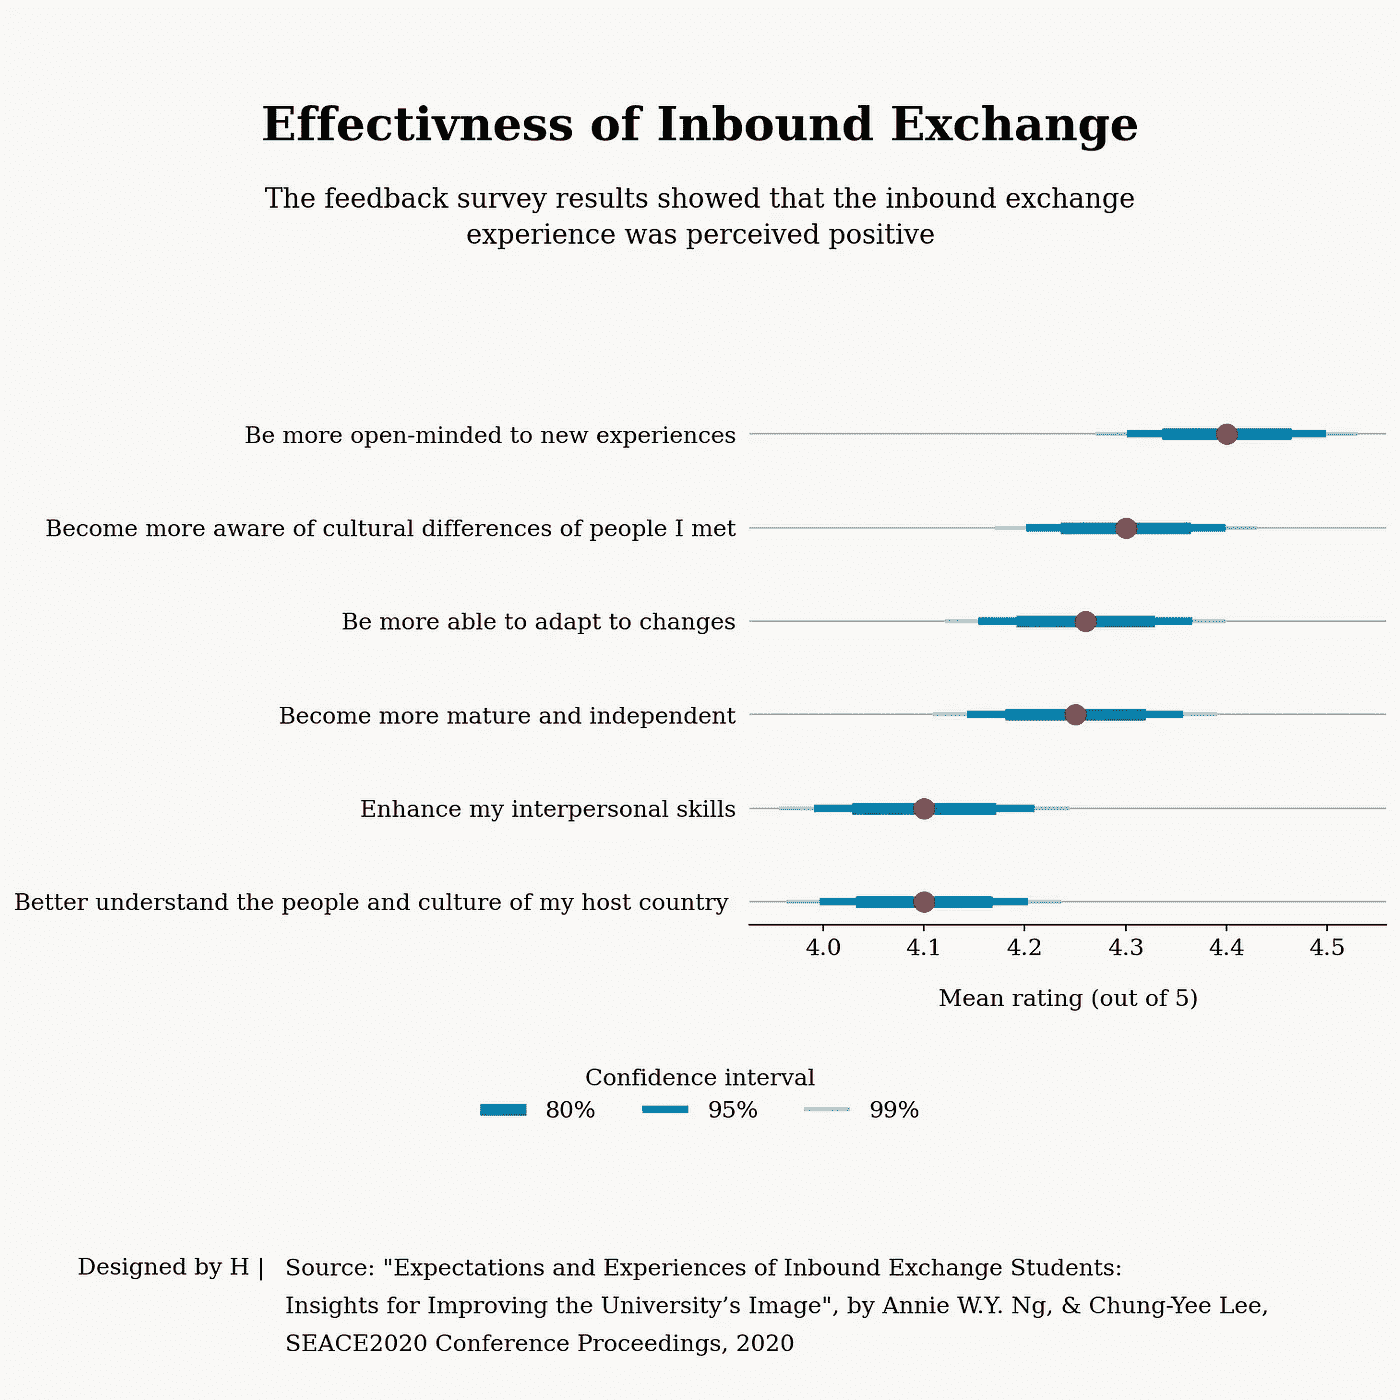 Effectivness of Inbound Exchange
The feedback survey results showed that the inbound exchange
experience was perceived positive
Be more open-minded to new experiences
Become more aware of cultural differences of people I met
Be more able to adapt to changes
Become more mature and independent
Enhance my interpersonal skills
Better understand the people and culture of my host country
4.0 4.1 4.2 4.3 4.4 4.5
Mean rating (out of 5)
Confidence interval
80% 95% 99%
Designed by H | Source: "Expectations and Experiences of Inbound Exchange Students:
Insights for Improving the University’s Image", by Annie W.Y. Ng, & Chung-Yee Lee,
SEACE2020 Conference Proceedings, 2020